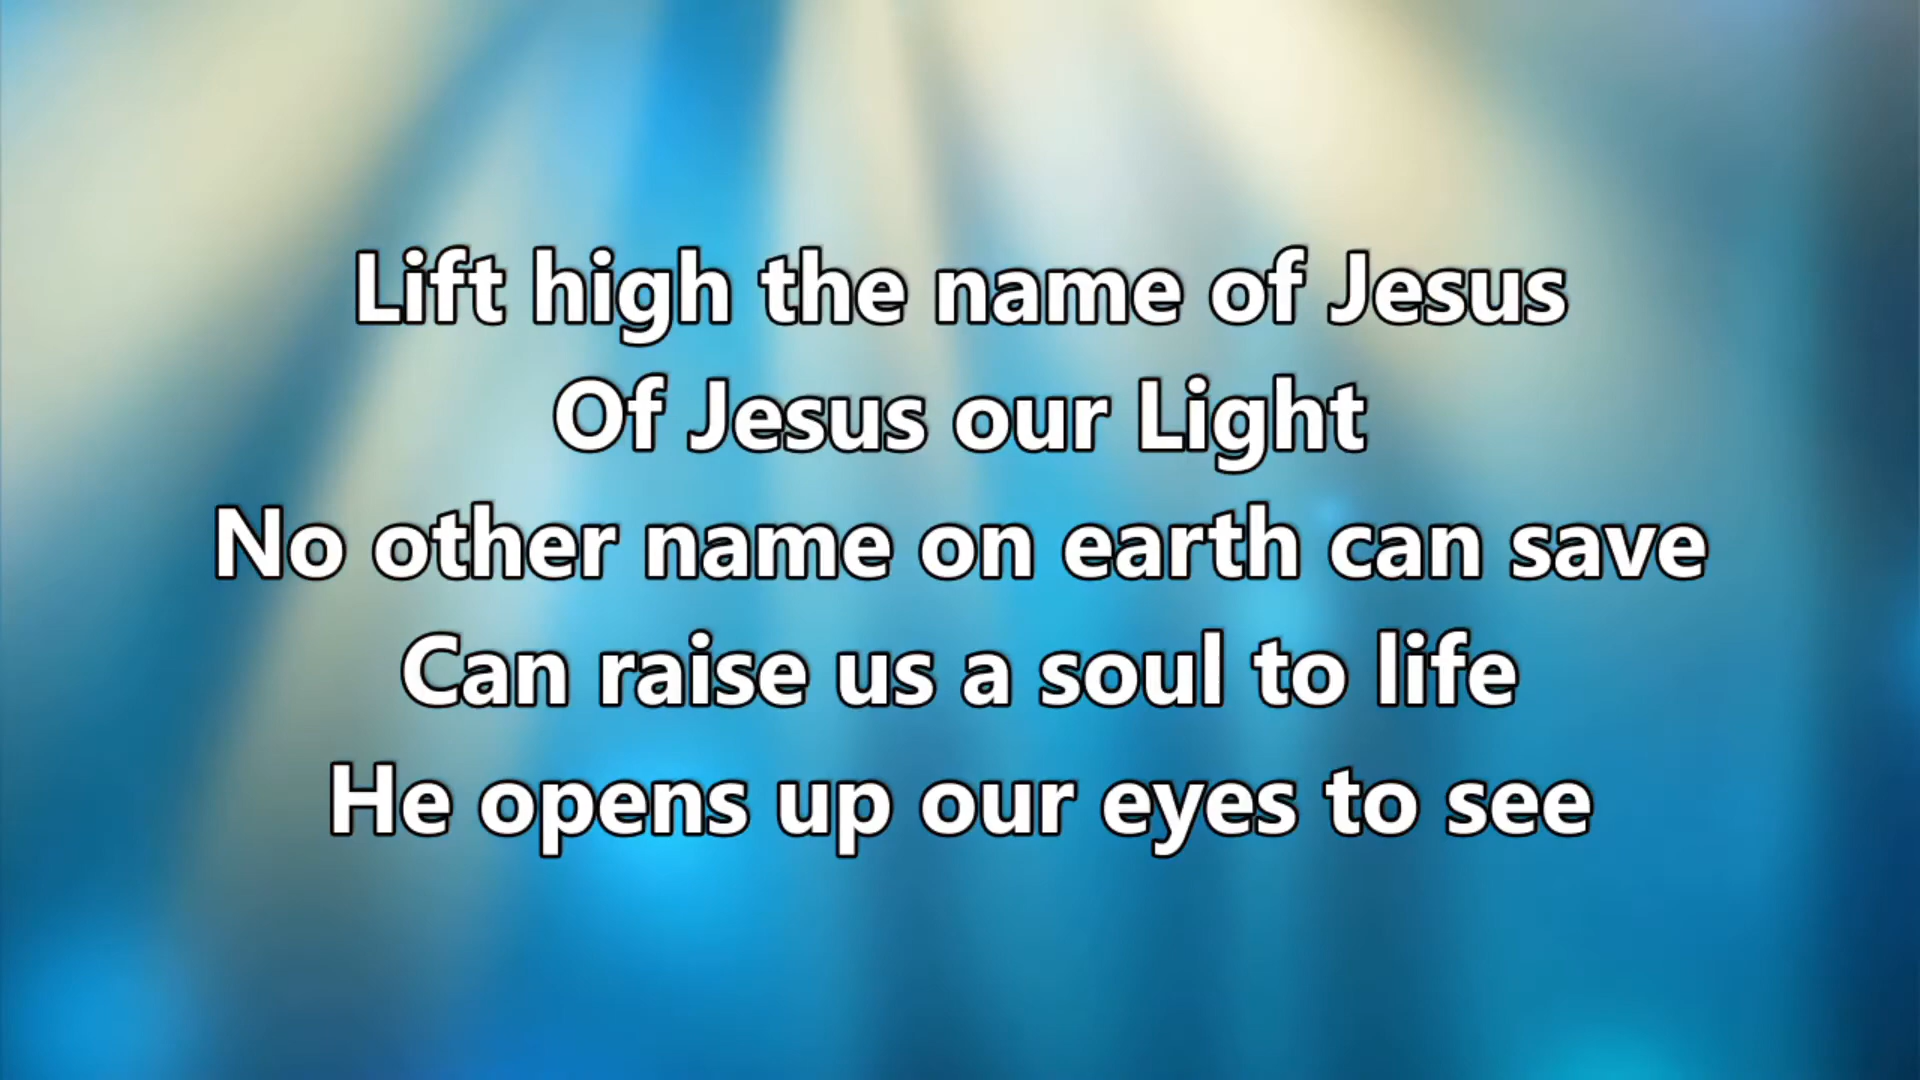 Lift high the name of Jesus
Of Jesus our Light
No other name on earth can save
Can raise us a soul to life
He opens up our eyes to see